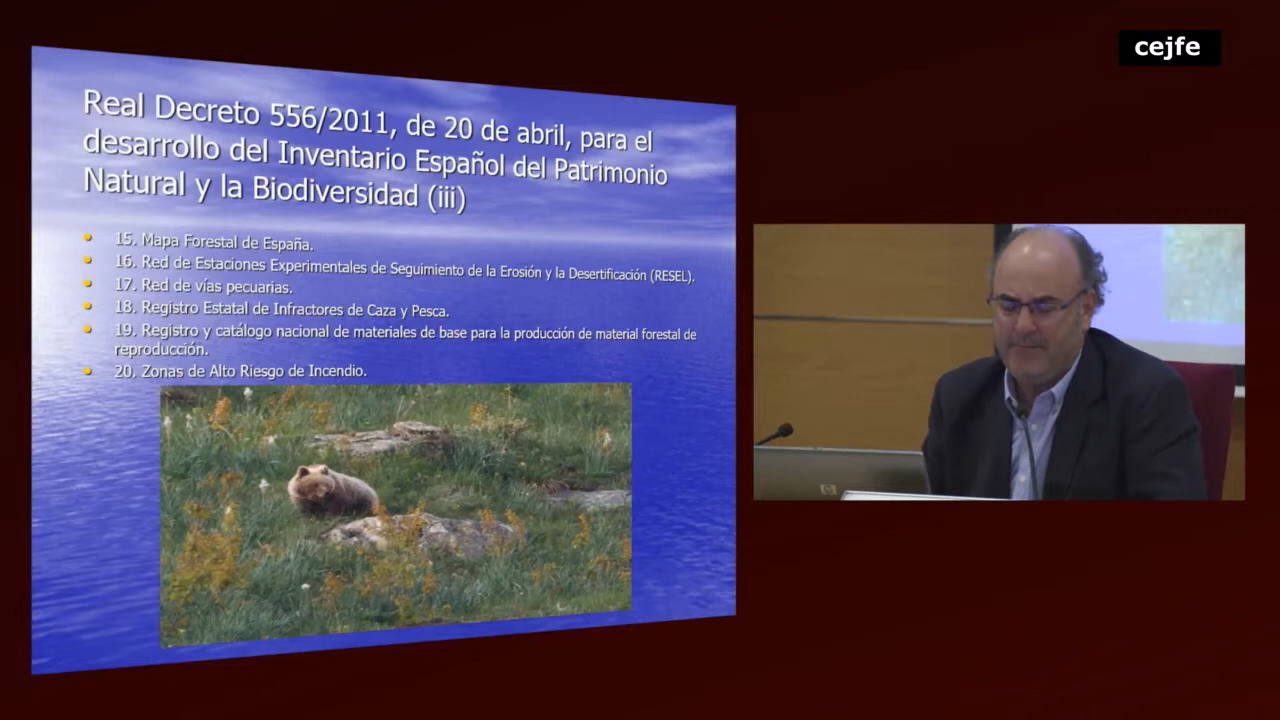 cejfe
Real Decreto 556/2011, de 20 de abril, para el
desarrollo del Inventario Español del Patrimonio
Natural y la Biodiversidad (iii)
15. Mapa Forestal de España.
16. Red de Estaciones Experimentales de Seguimiento de la Erosión y la Desertificación (RESEL).
17. Red de vías pecuarias.
18. Registro Estatal de Infractores de Caza y Pesca.
19. Registro y catálogo nacional de materiales de base para la producción de material forestal de
reproducción.
20. Zonas de Alto Riesgo de Incendio.